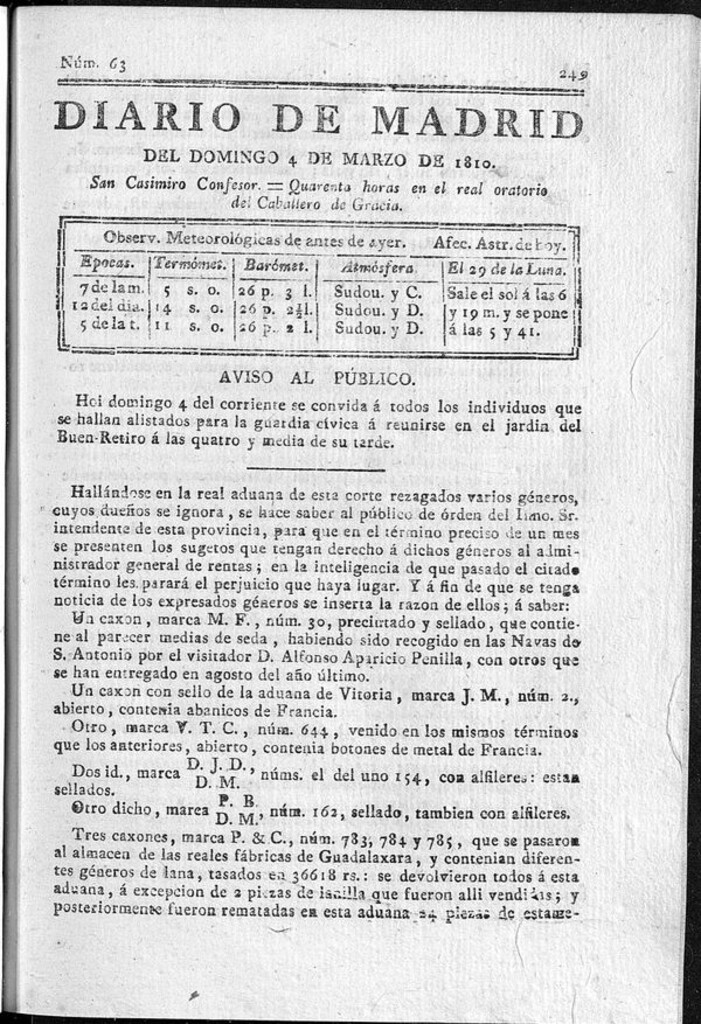 Núm. 63
249
DIARIO DE MADRID
DEL DOMINGO 4 DE MARZO DE 1810.
San Casimiro Confesor. = Quarenta horas en el real oratorio
del Caballero de Gracia.
Observ. Meteorológicas de antes de ayer. Afec. Astr. de hoy.
Epocas. Termómet. Barómet. Atmósfera. El 29 de la Luna.
7 de la m. 5 s. o. 26 p. 3 l. Sudou. y C. Sale el sol á las 6
12 del dia. 14 s. o. 26 p. 2½ l. Sudou. y D. y 19 m. y se pone
5 de la t. 11 s. o. 26 p. 2 l. Sudou. y D. á las 5 y 41.
AVISO AL PÚBLICO.
Hoi domingo 4 del corriente se convida á todos los individuos que
se hallan alistados para la guardia cívica á reunirse en el jardin del
Buen-Retiro á las quatro y media de su tarde.
Hallándose en la real aduana de esta corte rezagados varios géneros,
cuyos dueños se ignora, se hace saber al público de órden del Ilmo. Sr.
intendente de esta provincia, para que en el término preciso de un mes
se presenten los sugetos que tengan derecho á dichos géneros al admi-
nistrador general de rentas; en la inteligencia de que pasado el citado
término les parará el perjuicio que haya lugar. Y á fin de que se tenga
noticia de los expresados géneros se inserta la razon de ellos; á saber:
Un caxon, marca M. F., núm. 30, precintado y sellado, que contie-
ne al parecer medias de seda, habiendo sido recogido en las Navas de
S. Antonio por el visitador D. Alfonso Aparicio Penilla, con otros que
se han entregado en agosto del año último.
Un caxon con sello de la aduana de Vitoria, marca J. M., núm. 2.,
abierto, contenia abanicos de Francia.
Otro, marca V. T. C., núm. 644, venido en los mismos términos
que los anteriores, abierto, contenia botones de metal de Francia.
Dos id., marca D. J. D., D. M., núms. el del uno 154, con alfileres: estan
sellados.
Otro dicho, marca P. B. D. M., núm. 162, sellado, tambien con alfileres.
Tres caxones, marca P. & C., núm. 783, 784 y 785, que se pasaron
al almacen de las reales fábricas de Guadalaxara, y contenian diferen-
tes géneros de lana, tasados en 36618 rs.: se devolvieron todos á esta
aduana, á excepcion de 2 piezas de lanilla que fueron alli vendidas; y
posteriormente fueron rematadas en esta aduana 24 piezas de estame-